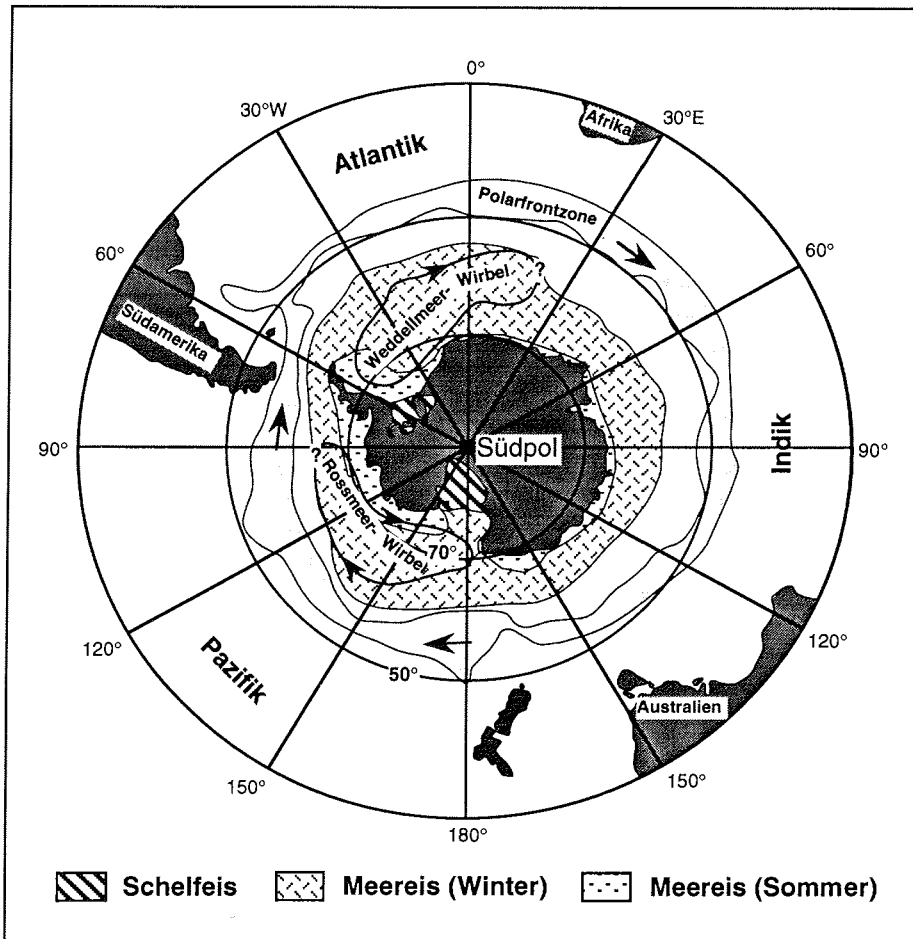 0°
30°W
30°E
Afrika
Atlantik
Polarfrontzone
60°
60°
Südamerika
Weddellmeer- Wirbel
?
90°
Südpol
Indik
90°
?
Rossmeer- Wirbel
70°
120°
120°
Pazifik
50°
Australien
150°
150°
180°
Schelfeis
Meereis (Winter)
Meereis (Sommer)